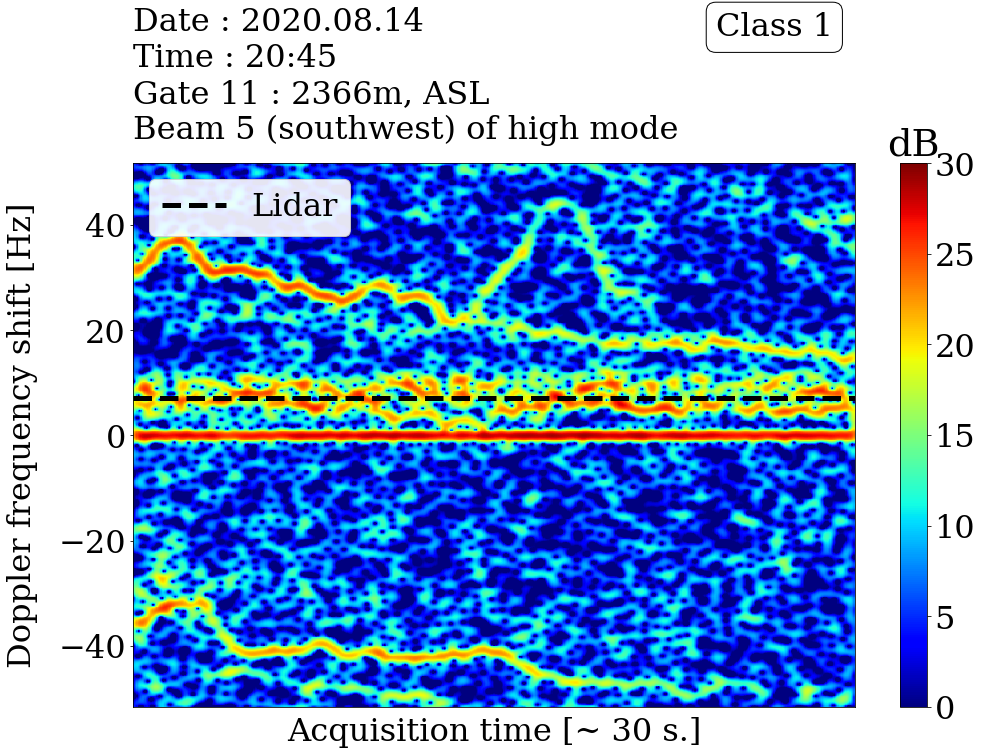 Date : 2020.08.14
Time : 20:45
Gate 11 : 2366m, ASL
Beam 5 (southwest) of high mode
Class 1
dB
Lidar
Doppler frequency shift [Hz]
40
20
0
−20
−40
Acquisition time [~ 30 s.]
30
25
20
15
10
5
0